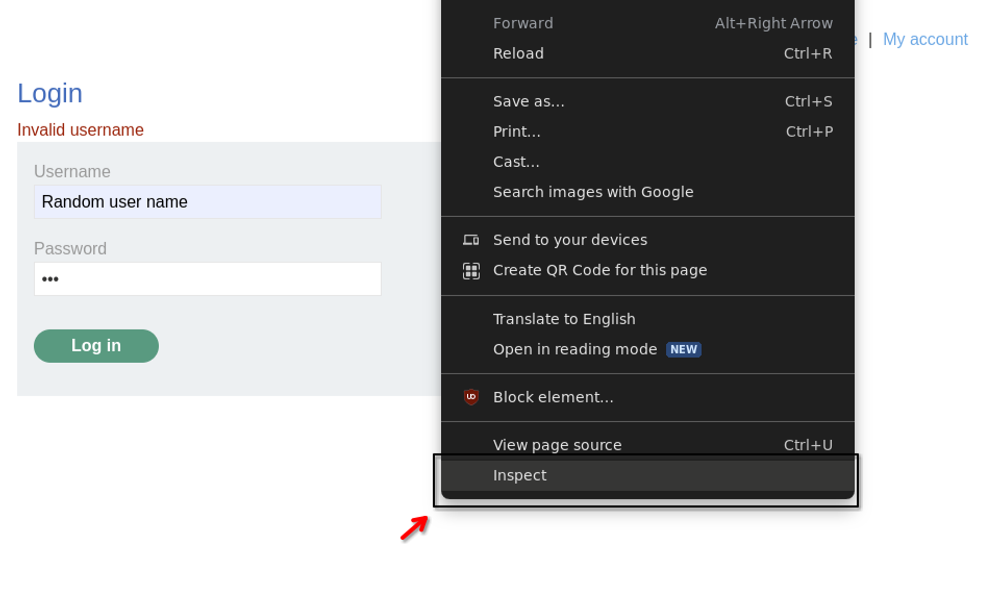 Forward Alt+Right Arrow
Reload Ctrl+R
| My account
Login
Invalid username
Username
Random user name
Password
•••
Log in
Save as... Ctrl+S
Print... Ctrl+P
Cast...
Search images with Google
Send to your devices
Create QR Code for this page
Translate to English
Open in reading mode NEW
Block element...
View page source Ctrl+U
Inspect